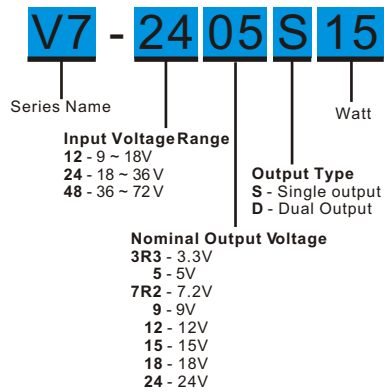 V7 - 24 05 S 15
Series Name
Watt
Input Voltage Range
12 - 9 ~ 18V
24 - 18 ~ 36 V
48 - 36 ~ 72 V
Output Type
S - Single output
D - Dual Output
Nominal Output Voltage
3R3 - 3.3V
5 - 5V
7R2 - 7.2V
9 - 9V
12 - 12V
15 - 15V
18 - 18V
24 - 24V